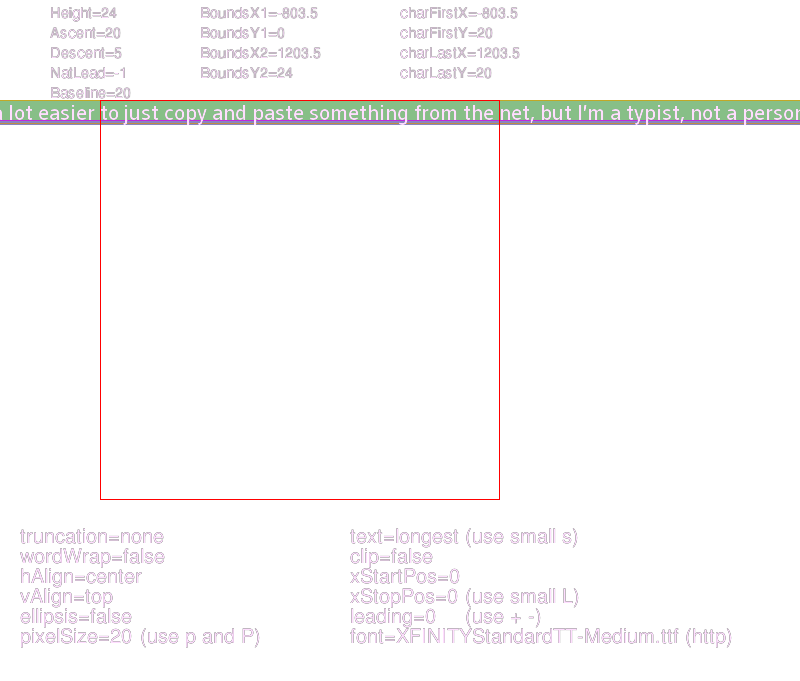 Height=24 BoundsX1=-803.5 charFirstX=-803.5
Ascent=20 BoundsY1=0 charFirstY=20
Descent=5 BoundsX2=1203.5 charLastX=1203.5
NatLead=-1 BoundsY2=24 charLastY=20
Baseline=20
lot easier to just copy and paste something from the net, but I'm a typist, not a person
truncation=none text=longest (use small s)
wordWrap=false clip=false
hAlign=center xStartPos=0
vAlign=top xStopPos=0 (use small L)
ellipsis=false leading=0 (use + -)
pixelSize=20 (use p and P) font=XFINITYStandardTT-Medium.ttf (http)